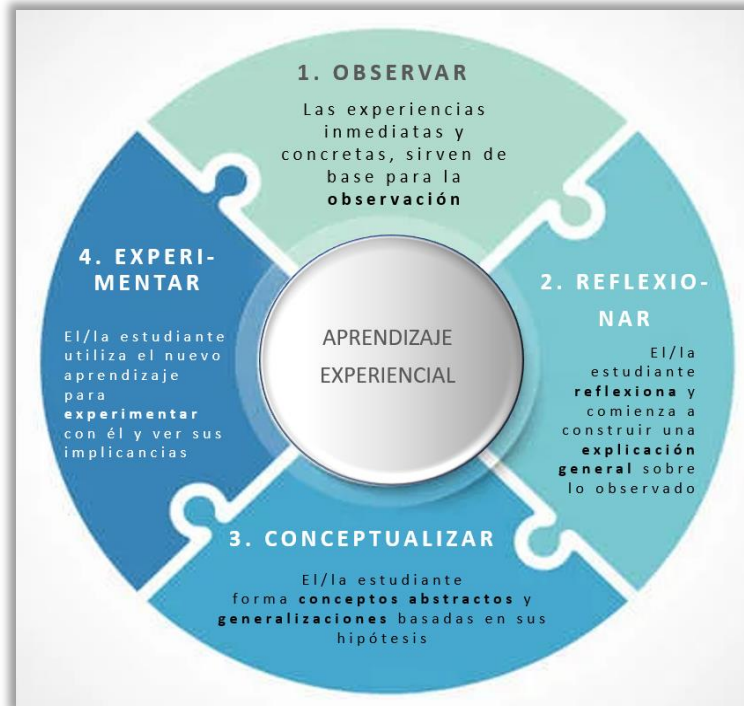 1. OBSERVAR
Las experiencias
inmediatas y
concretas, sirven de
base para la
observación
2. REFLEXIO-
NAR
El/la
estudiante
reflexiona y
comienza a
construir una
explicación
general sobre
lo observado
3. CONCEPTUALIZAR
El/la estudiante
forma conceptos abstractos y
generalizaciones basadas en sus
hipótesis
4. EXPERI-
MENTAR
El/la estudiante
utiliza el nuevo
aprendizaje
para
experimentar
con él y ver sus
implicancias
APRENDIZAJE
EXPERIENCIAL